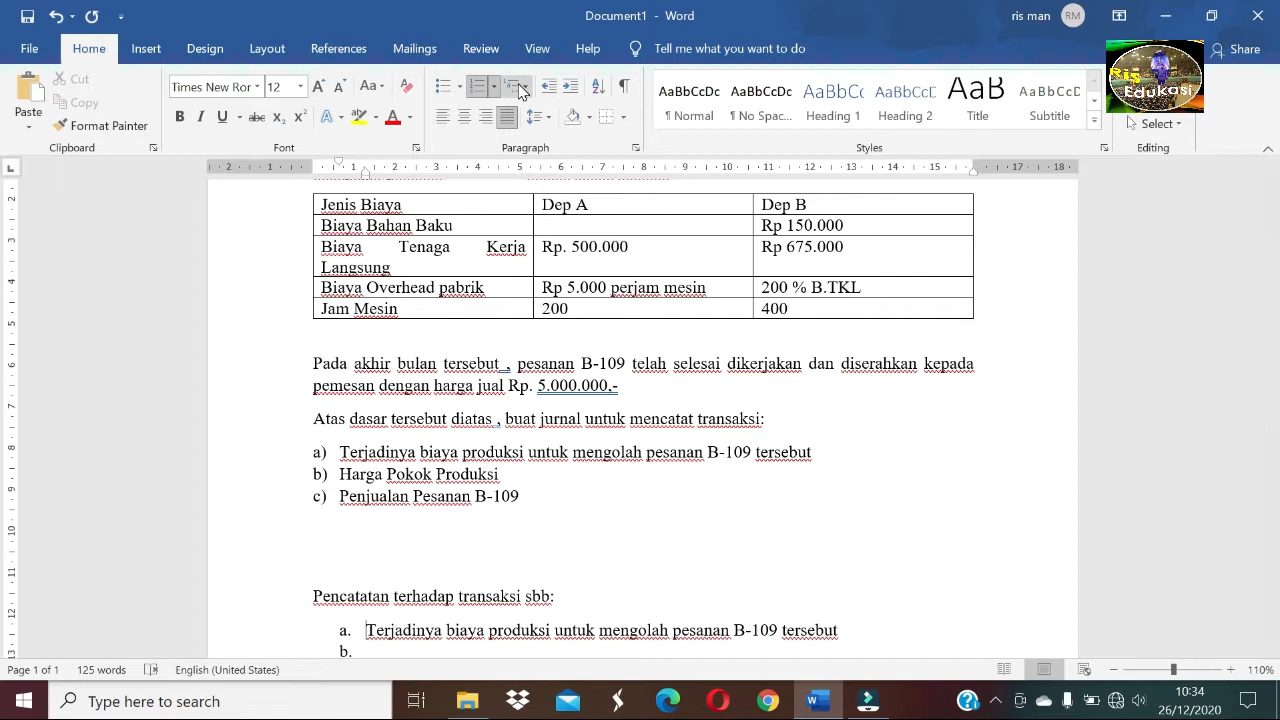 Document1 - Word
ris man
RM
File
Home
Insert
Design
Layout
References
Mailings
Review
View
Help
Tell me what you want to do
Share
Ris
Edukasi
Paste
Cut
Copy
Format Painter
Clipboard
Times New Ror
12
Font
Paragraph
AaBbCcDc
¶ Normal
AaBbCcDc
¶ No Spac...
AaBbCc
Heading 1
AaBbCcD
Heading 2
AaB
Title
AaBbCcD
Subtitle
Styles
Select
Editing
Jenis Biaya Dep A Dep B
Biaya Bahan Baku Rp 150.000
Biaya Tenaga Kerja Rp. 500.000 Rp 675.000
Langsung
Biaya Overhead pabrik Rp 5.000 perjam mesin 200 % B.TKL
Jam Mesin 200 400
Pada akhir bulan tersebut , pesanan B-109 telah selesai dikerjakan dan diserahkan kepada
pemesan dengan harga jual Rp. 5.000.000,-
Atas dasar tersebut diatas , buat jurnal untuk mencatat transaksi:
a) Terjadinya biaya produksi untuk mengolah pesanan B-109 tersebut
b) Harga Pokok Produksi
c) Penjualan Pesanan B-109
Pencatatan terhadap transaksi sbb:
a. Terjadinya biaya produksi untuk mengolah pesanan B-109 tersebut
b.
Page 1 of 1 125 words English (United States) 110%
Type here to search
10:34
26/12/2020